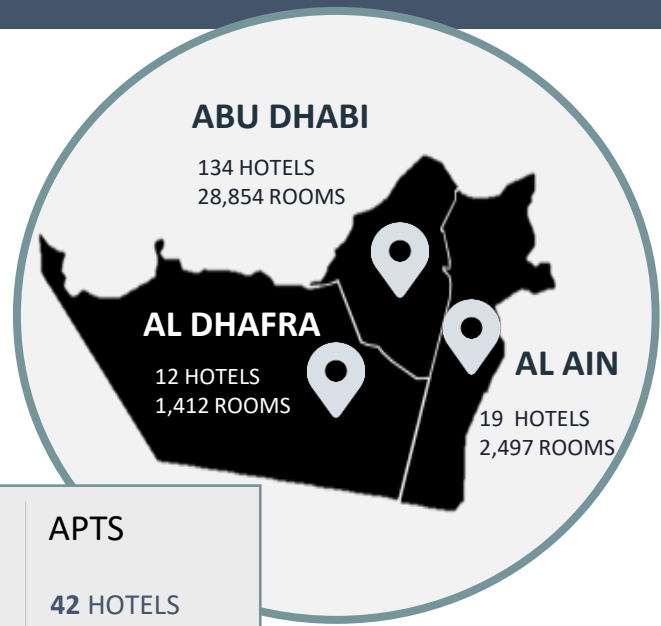 ABU DHABI
134 HOTELS
28,854 ROOMS
AL DHAFRA
12 HOTELS
1,412 ROOMS
AL AIN
19 HOTELS
2,497 ROOMS
APTS
42 HOTELS